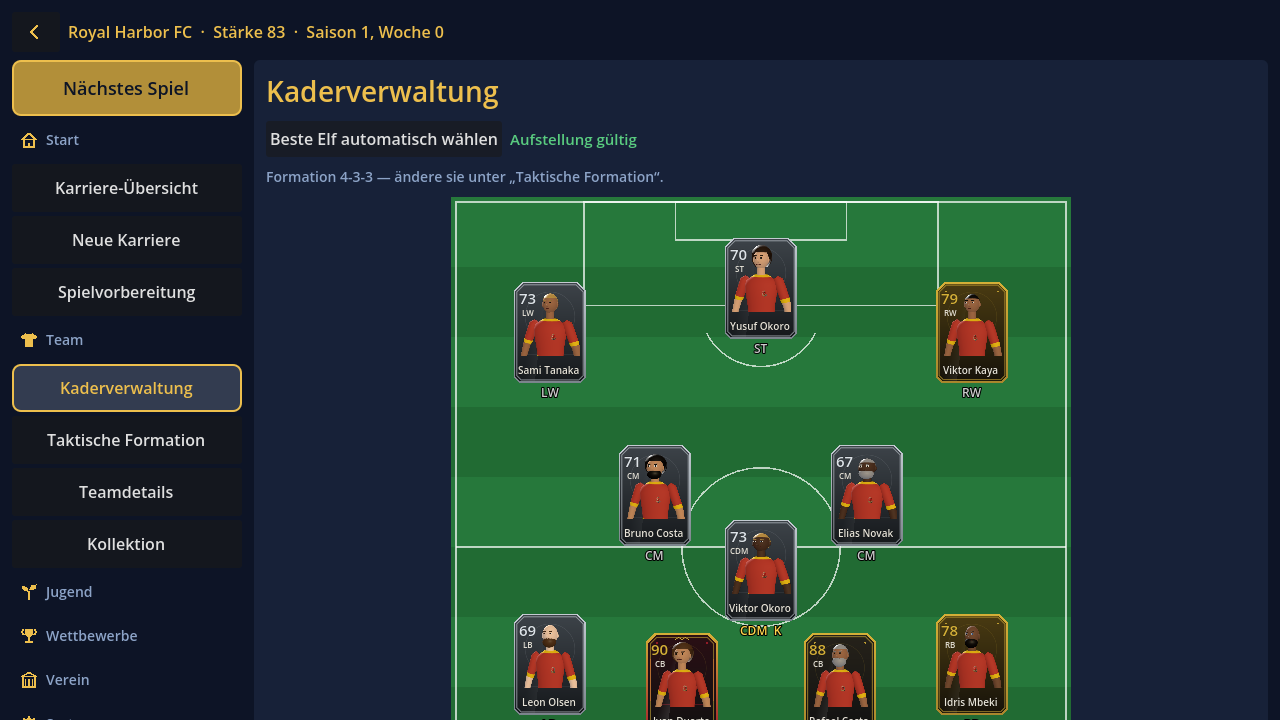 Royal Harbor FC · Stärke 83 · Saison 1, Woche 0
Nächstes Spiel
Start
Karriere-Übersicht
Neue Karriere
Spielvorbereitung
Team
Kaderverwaltung
Taktische Formation
Teamdetails
Kollektion
Jugend
Wettbewerbe
Verein
Kaderverwaltung
Beste Elf automatisch wählen
Aufstellung gültig
Formation 4-3-3 — ändere sie unter „Taktische Formation“.
70
ST
Yusuf Okoro
ST
73
LW
Sami Tanaka
LW
79
RW
Viktor Kaya
RW
71
CM
Bruno Costa
CM
67
CM
Elias Novak
CM
73
CDM
Viktor Okoro
CDM K
69
LB
Leon Olsen
90
CB
88
CB
78
RB
Idris Mbeki